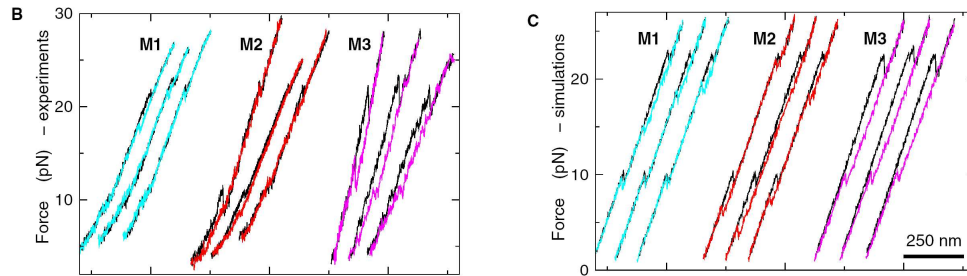 B
Force (pN) – experiments
30
20
10
M1
M2
M3
C
Force (pN) – simulations
20
10
0
M1
M2
M3
250 nm